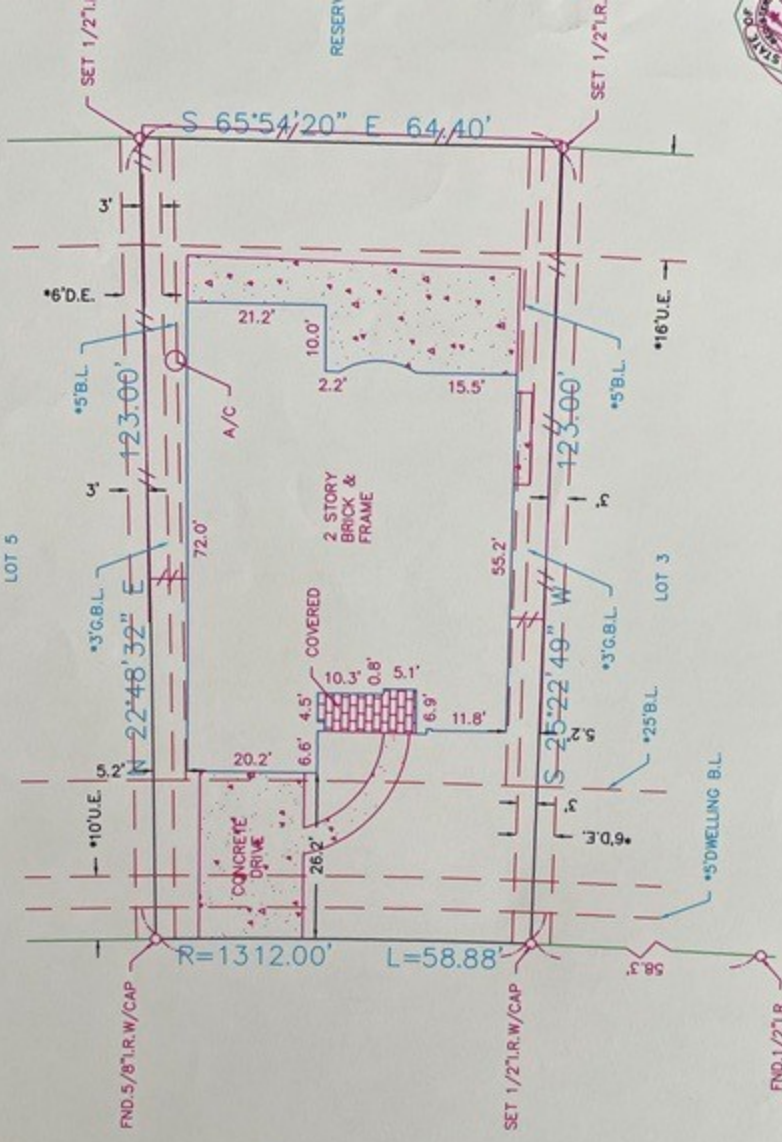 SET 1/2"I.
RESER
SET 1/2"I.R.
STATE OF
S 65°54'20" E 64.40'
3'
*6'D.E.
*5'B.L.
123.00'
A/C
3'
LOT 5
*3'G.B.L.
N 22°48'32" E
5.2'
*10'U.E.
21.2'
10.0'
2.2'
15.5'
72.0'
2 STORY
BRICK &
FRAME
55.2'
COVERED
10.3'
0.8'
5.1'
4.5'
6.9'
11.8'
6.6'
20.2'
CONCRETE
DRIVE
26.2'
*16'U.E.
*5'B.L.
123.00'
3'
LOT 3
*3'G.B.L.
S 25°22'49" W
5.2'
*25'B.L.
3'
*6'D.E.
*5'DWELLING B.L.
R=1312.00'
L=58.88'
58.3'
FND.5/8"I.R.W/CAP
SET 1/2"I.R.W/CAP
FND.1/2"I.R